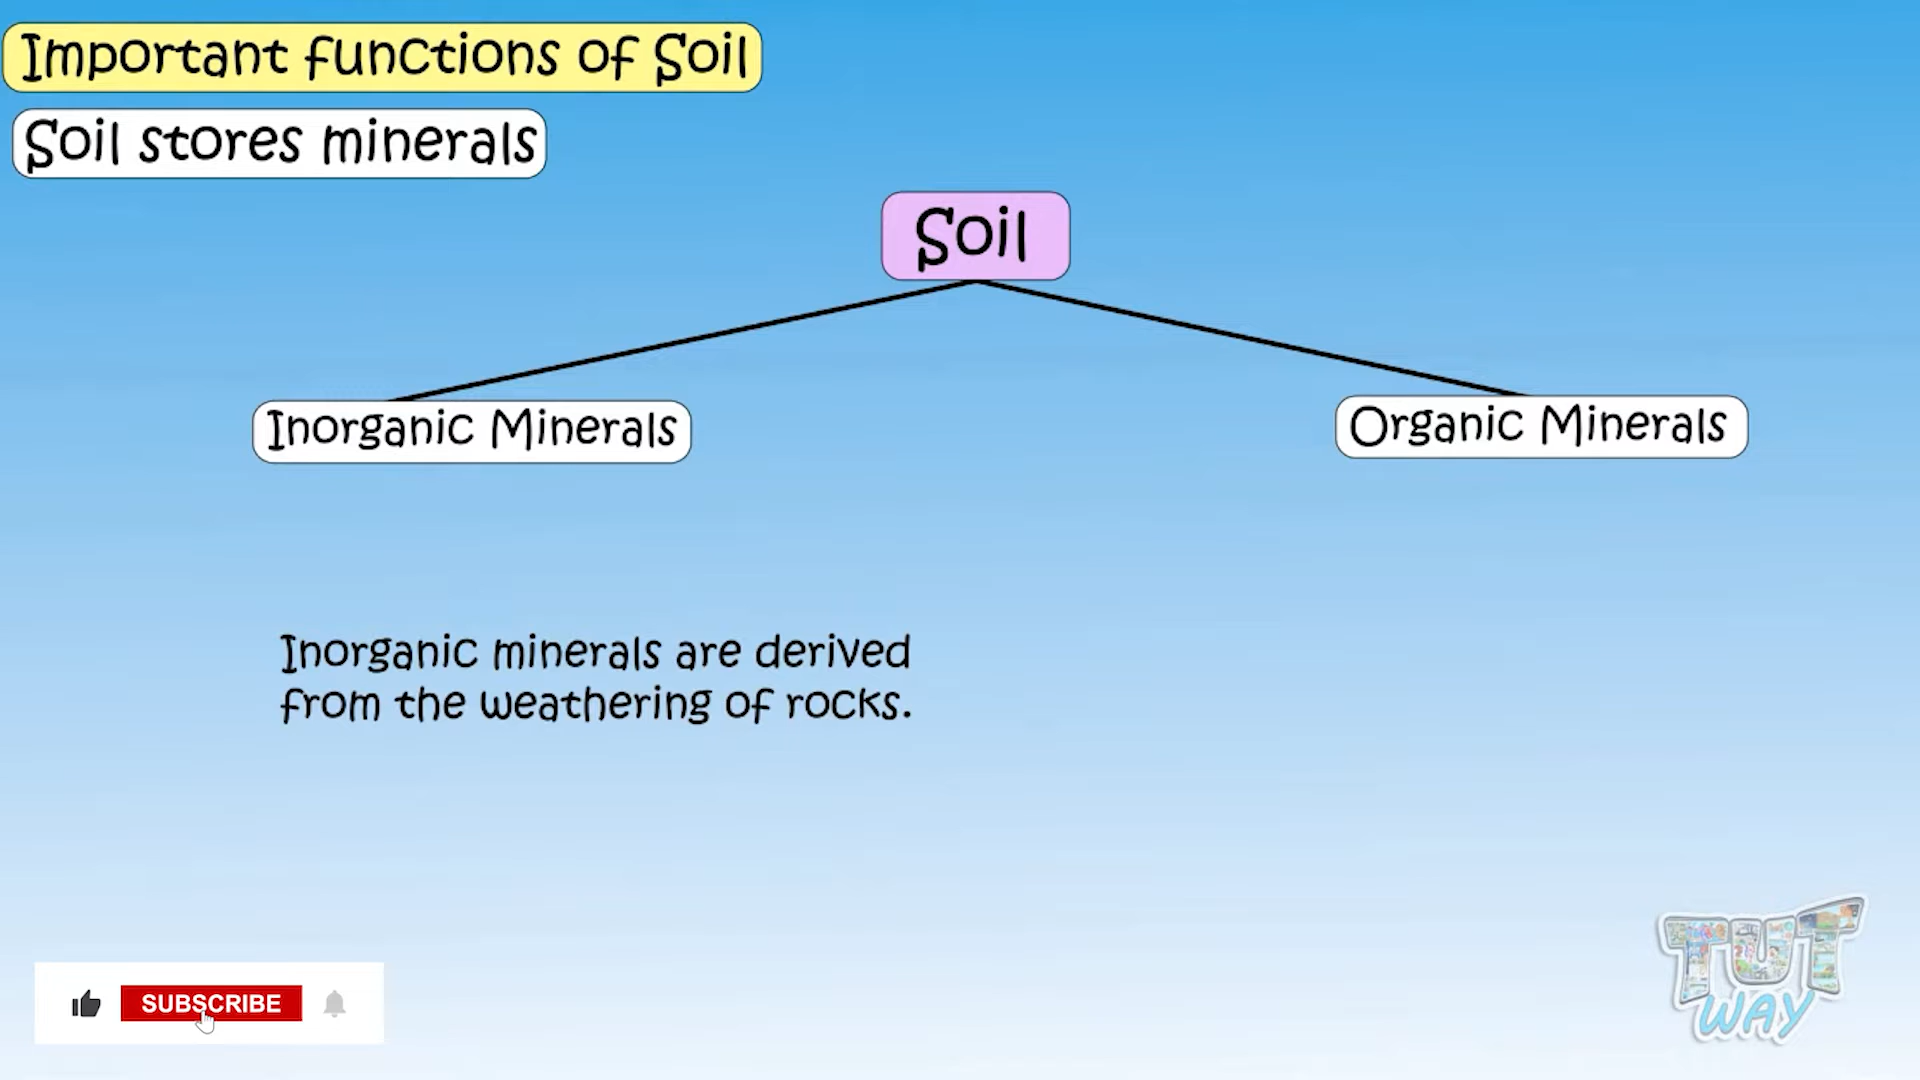 Important functions of Soil
Soil stores minerals
Soil
Inorganic Minerals
Organic Minerals
Inorganic minerals are derived
from the weathering of rocks.
SUBSCRIBE
TUT
WAY